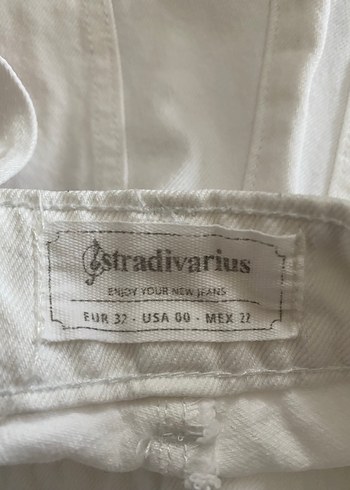 stradivarius
ENJOY YOUR NEW JEANS
EUR 32 - USA 00 - MEX 22